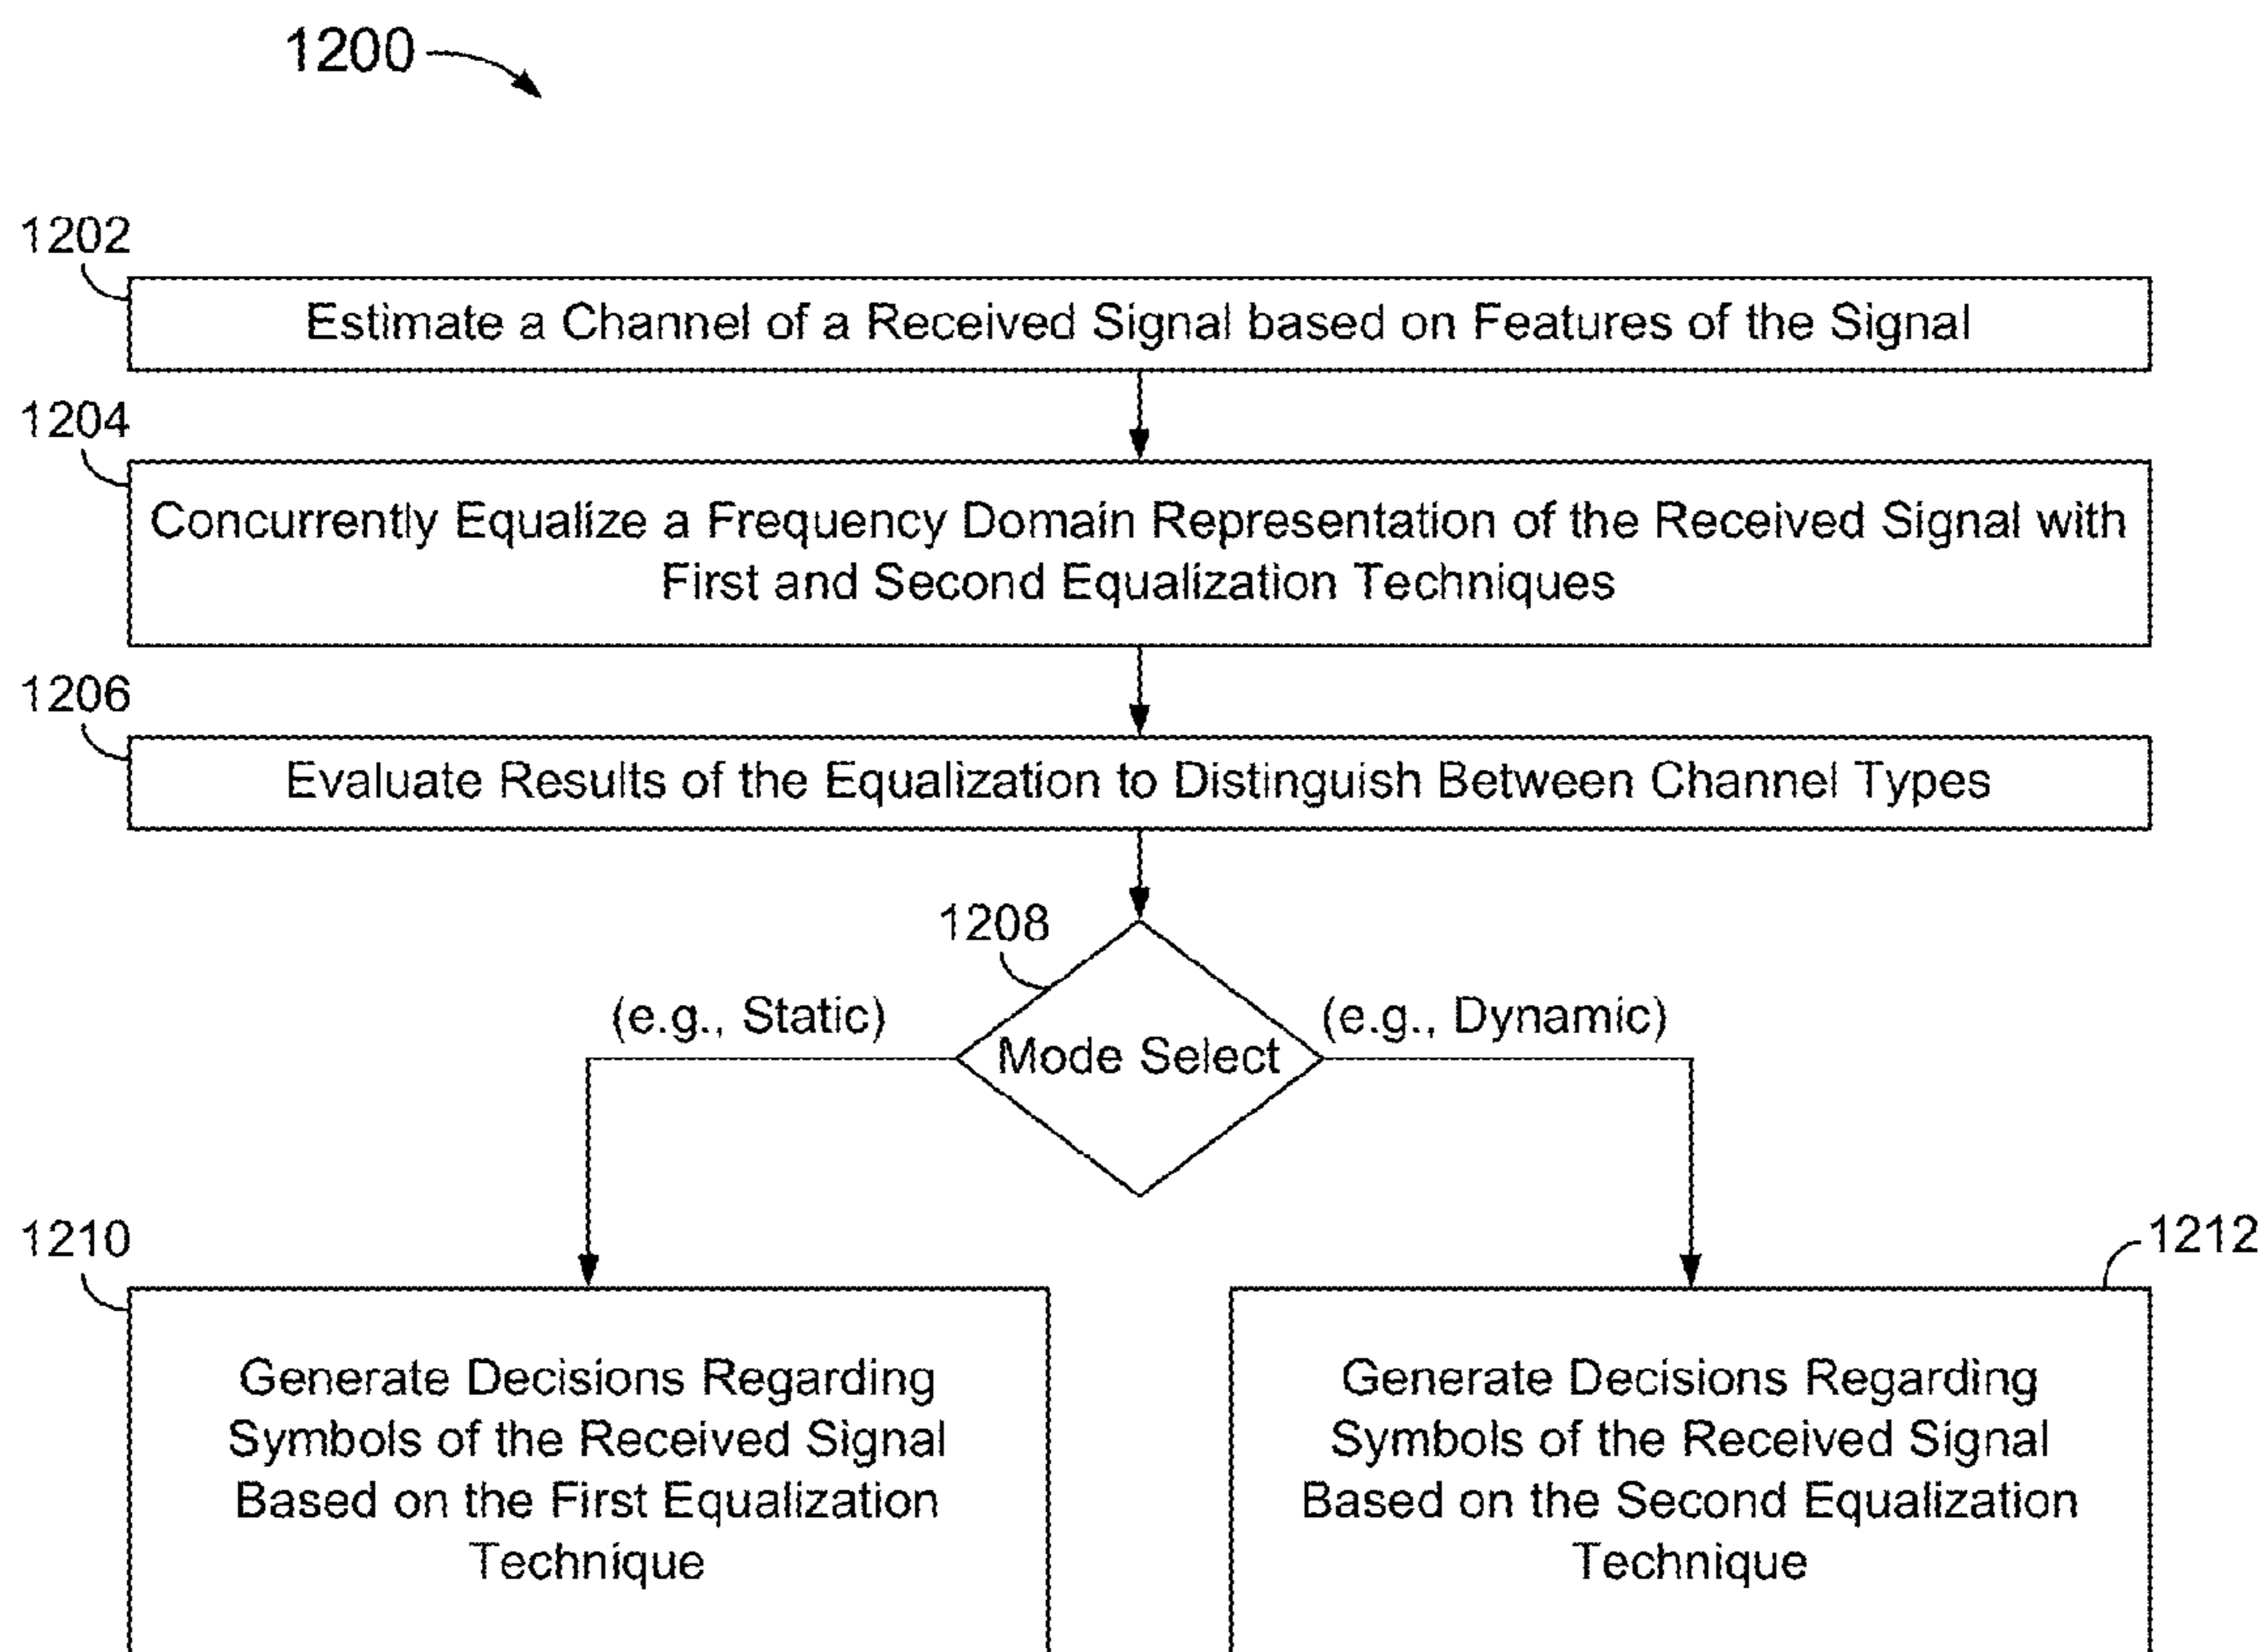 1200
1202
Estimate a Channel of a Received Signal based on Features of the Signal
1204
Concurrently Equalize a Frequency Domain Representation of the Received Signal with
First and Second Equalization Techniques
1206
Evaluate Results of the Equalization to Distinguish Between Channel Types
1208
(e.g., Static)
Mode Select
(e.g., Dynamic)
1210
Generate Decisions Regarding
Symbols of the Received Signal
Based on the First Equalization
Technique
1212
Generate Decisions Regarding
Symbols of the Received Signal
Based on the Second Equalization
Technique